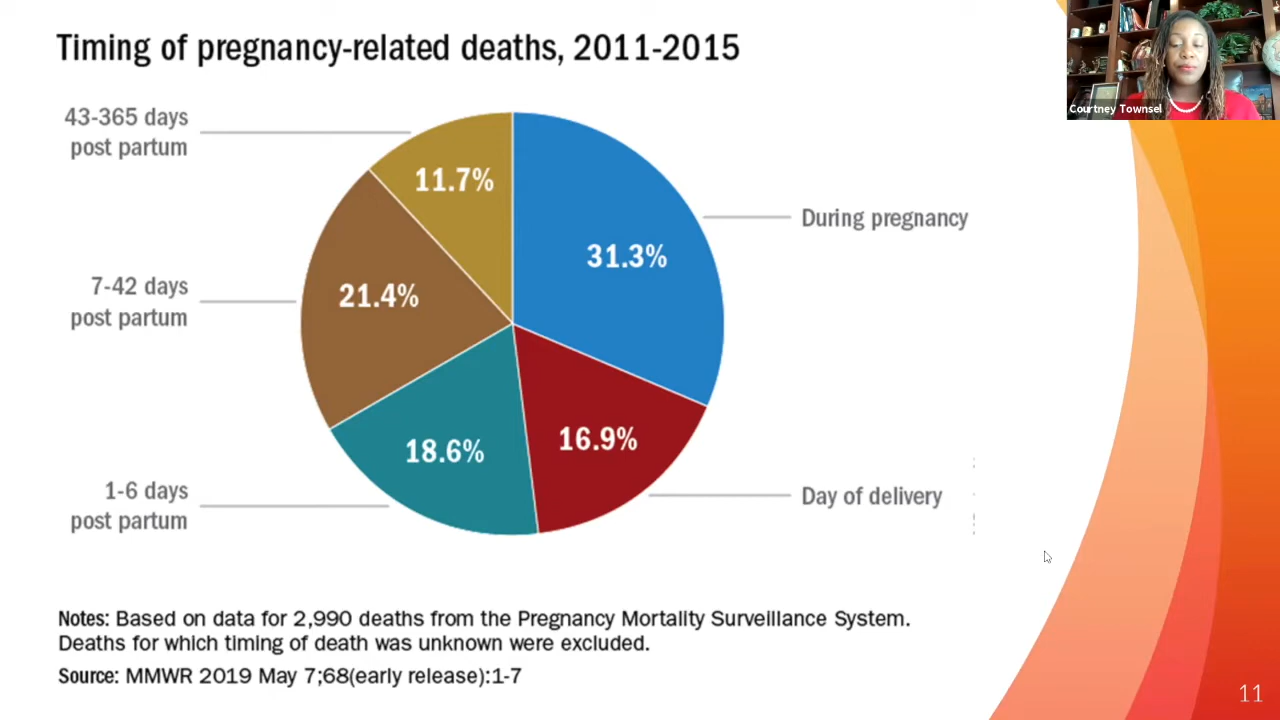 Timing of pregnancy-related deaths, 2011-2015
Courtney Townsel
43-365 days
post partum
11.7%
During pregnancy
31.3%
7-42 days
post partum
21.4%
16.9%
18.6%
1-6 days
post partum
Day of delivery
Notes: Based on data for 2,990 deaths from the Pregnancy Mortality Surveillance System.
Deaths for which timing of death was unknown were excluded.
Source: MMWR 2019 May 7;68(early release):1-7
11